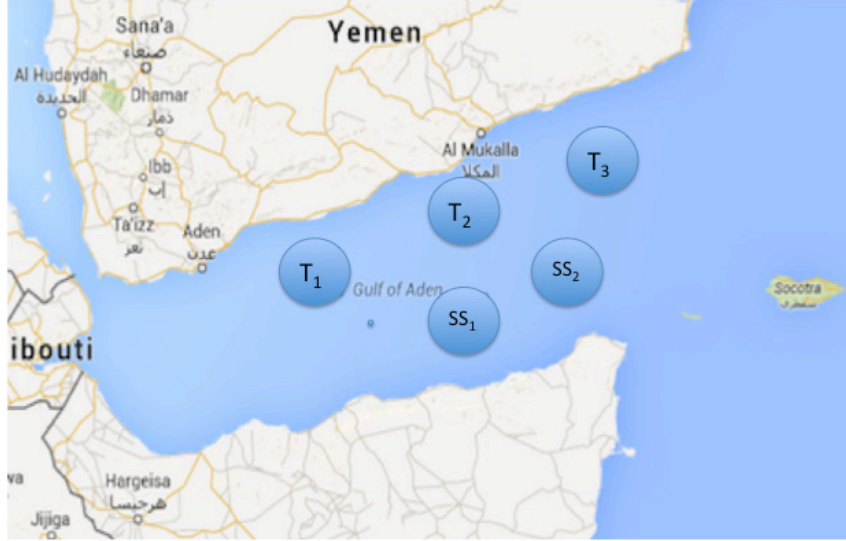 Sana'a
صنعاء
Yemen
Al Hudaydah
الحديدة
Dhamar
ذمار
Al Mukalla
المكلا
T3
Ibb
إب
T2
Ta'izz
تعز
Aden
عدن
T1
Gulf of Aden
SS2
Socotra
سقطرى
SS1
ibouti
Hargeisa
هرجيسا
wa
Jijiga